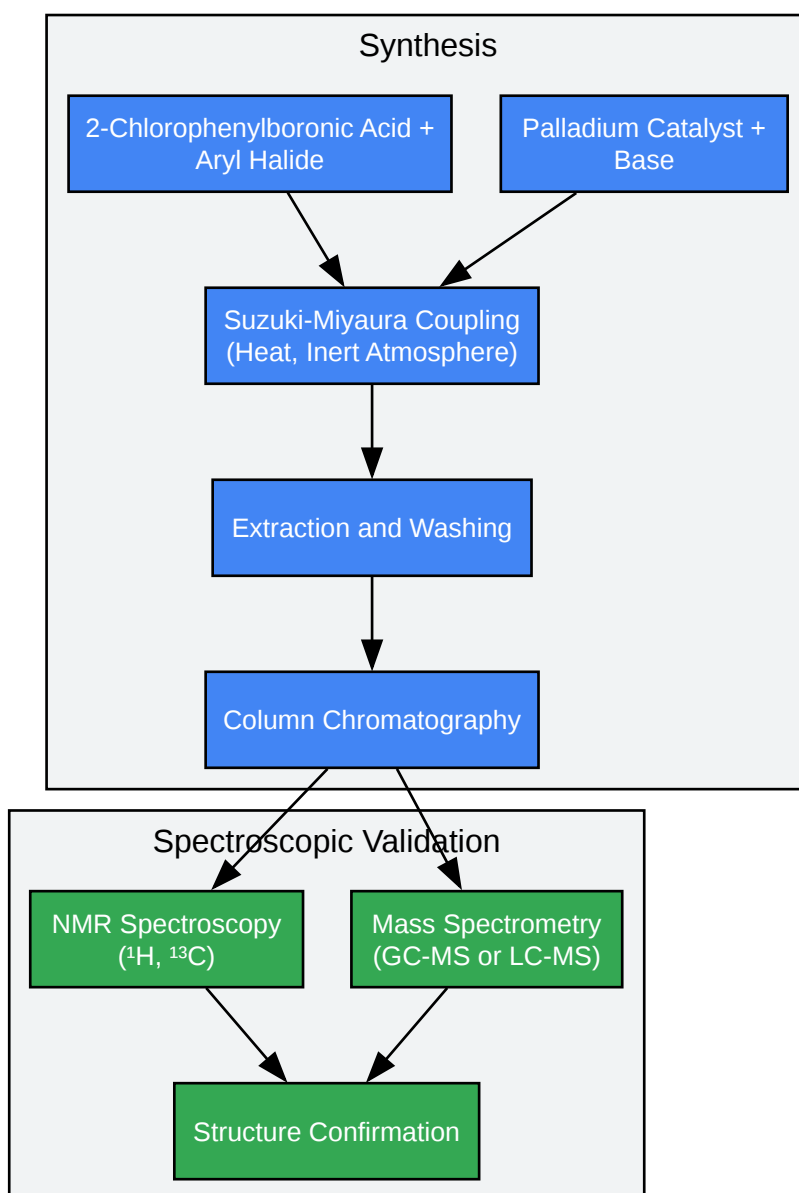 Synthesis
2-Chlorophenylboronic Acid +
Aryl Halide
Palladium Catalyst +
Base
Suzuki-Miyaura Coupling
(Heat, Inert Atmosphere)
Extraction and Washing
Column Chromatography
Spectroscopic Validation
NMR Spectroscopy
(¹H, ¹³C)
Mass Spectrometry
(GC-MS or LC-MS)
Structure Confirmation